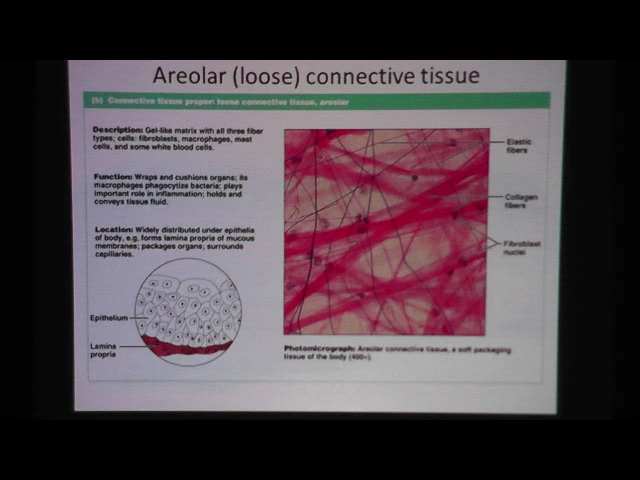 Areolar (loose) connective tissue
(b) Connective tissue proper: loose connective tissue, areolar
Description: Gel-like matrix with all three fiber
types; cells: fibroblasts, macrophages, mast
cells, and some white blood cells.
Function: Wraps and cushions organs; its
macrophages phagocytize bacteria; plays
important role in inflammation; holds and
conveys tissue fluid.
Location: Widely distributed under epithelia
of body, e.g, forms lamina propria of mucous
membranes; packages organs; surrounds
capillaries.
Epithelium
Lamina
propria
Elastic
fibers
Collagen
fibers
Fibroblast
nuclei
Photomicrograph: Areolar connective tissue, a soft packaging
tissue of the body (400×).